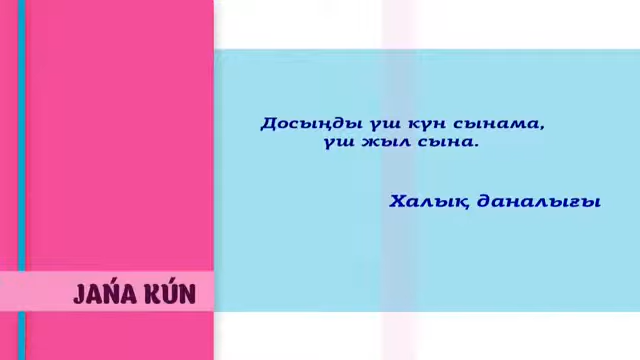 Досыңды үш күн сынама,
үш жыл сына.
Халық даналығы
JAŃA KÚN